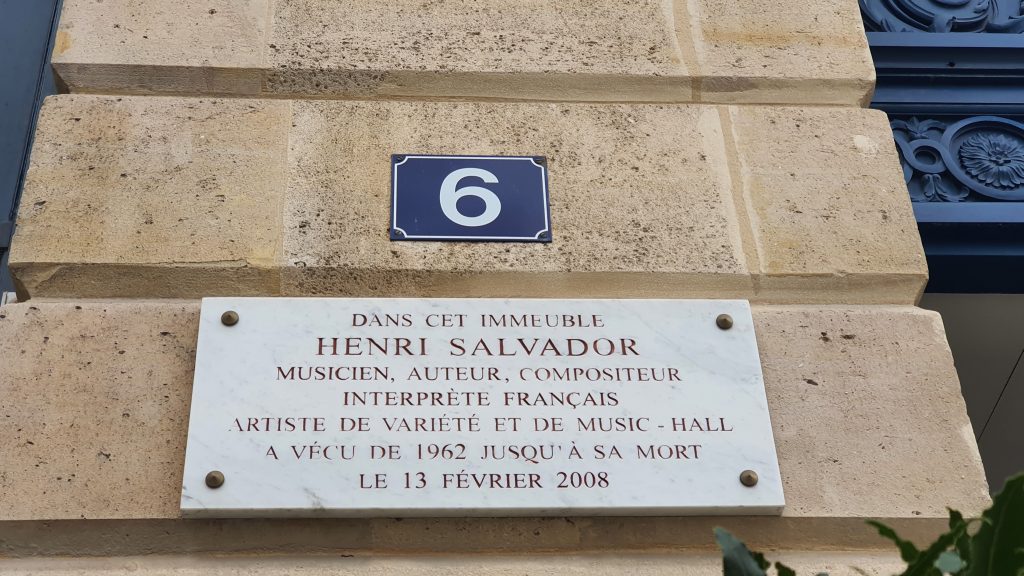 6
DANS CET IMMEUBLE
HENRI SALVADOR
MUSICIEN, AUTEUR, COMPOSITEUR
INTERPRÈTE FRANÇAIS
ARTISTE DE VARIÉTÉ ET DE MUSIC - HALL
A VÉCU DE 1962 JUSQU'À SA MORT
LE 13 FÉVRIER 2008